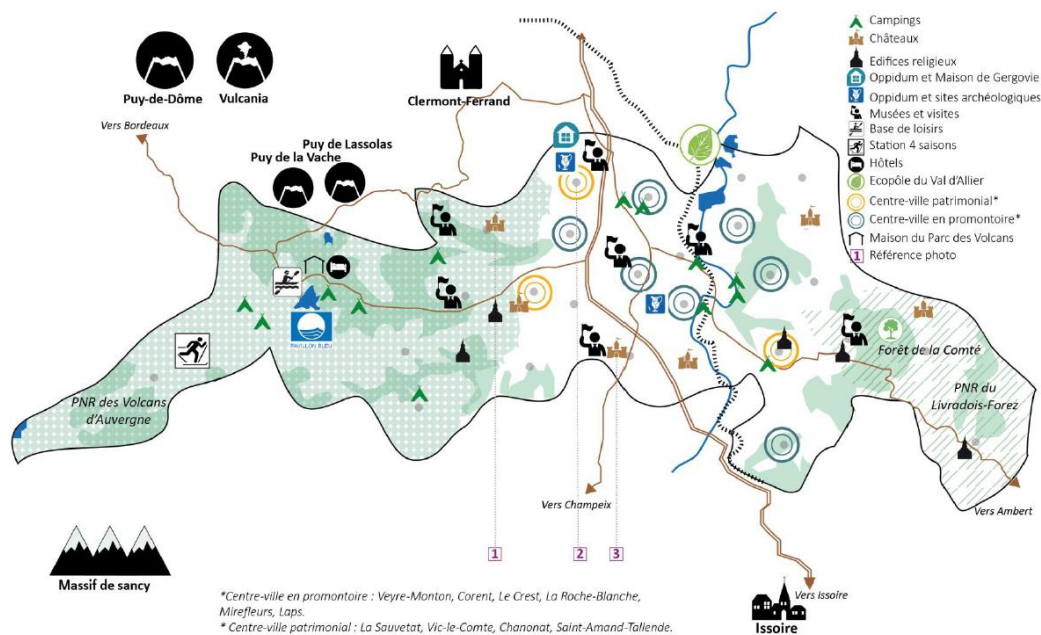 Puy-de-Dôme
Vulcania
Clermont-Ferrand
Vers Bordeaux
Puy de Lassolas
Puy de la Vache
Campings
Châteaux
Edifices religieux
Oppidum et Maison de Gergovie
Oppidum et sites archéologiques
Musées et visites
Base de loisirs
Station 4 saisons
Hôtels
Ecopôle du Val d'Allier
Centre-ville patrimonial*
Centre-ville en promontoire*
Maison du Parc des Volcans
1 Référence photo
PAVILLON BLEU
Forêt de la Comté
PNR des Volcans
d'Auvergne
PNR du
Livradois-Forez
Vers Champeix
Vers Ambert
1
2
3
Massif de sancy
Vers Issoire
Issoire
*Centre-ville en promontoire : Veyre-Monton, Corent, Le Crest, La Roche-Blanche,
Mirefleurs, Laps.
* Centre-ville patrimonial : La Sauvetat, Vic-le-Comte, Chanonat, Saint-Amand-Tallende.